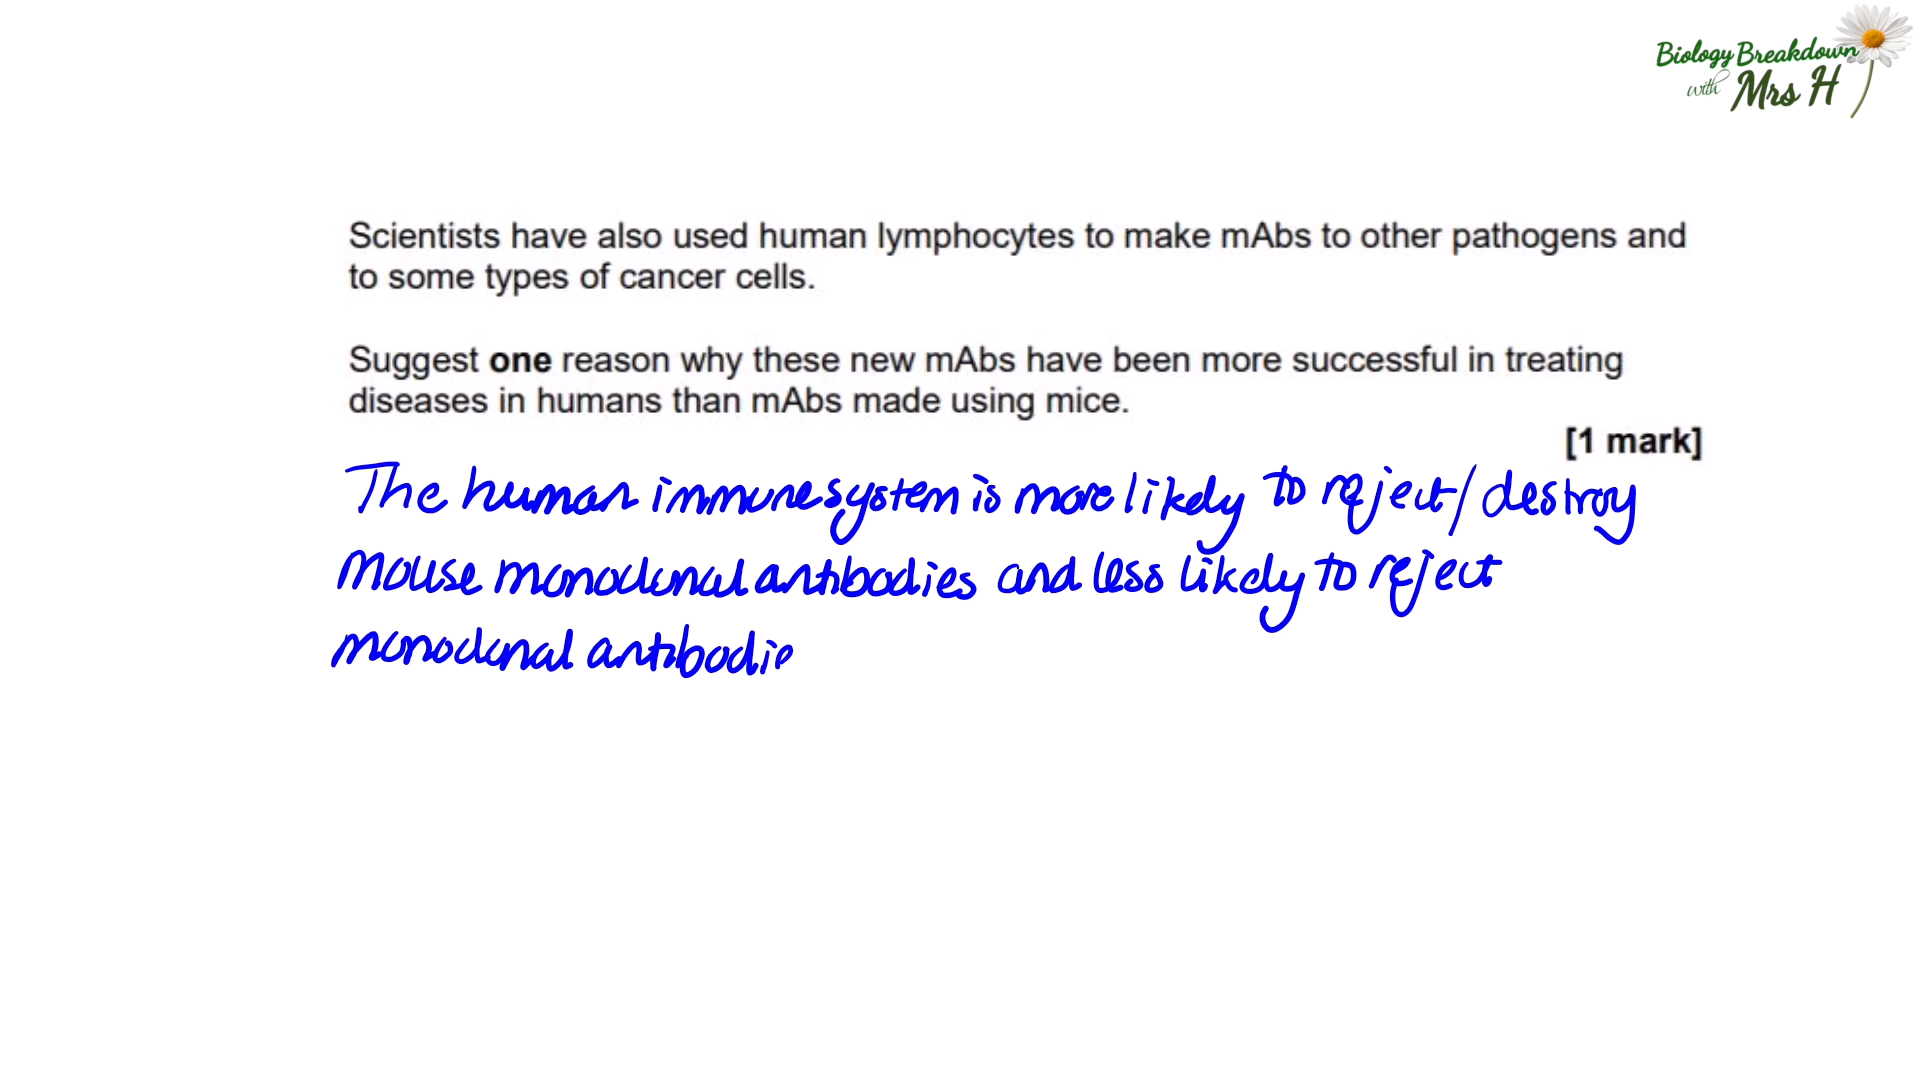 Biology Breakdown
with Mrs H
Scientists have also used human lymphocytes to make mAbs to other pathogens and
to some types of cancer cells.
Suggest one reason why these new mAbs have been more successful in treating
diseases in humans than mAbs made using mice.
[1 mark]
The human immune system is more likely to reject/destroy
mouse monoclonal antibodies and less likely to reject
monoclonal antibodie